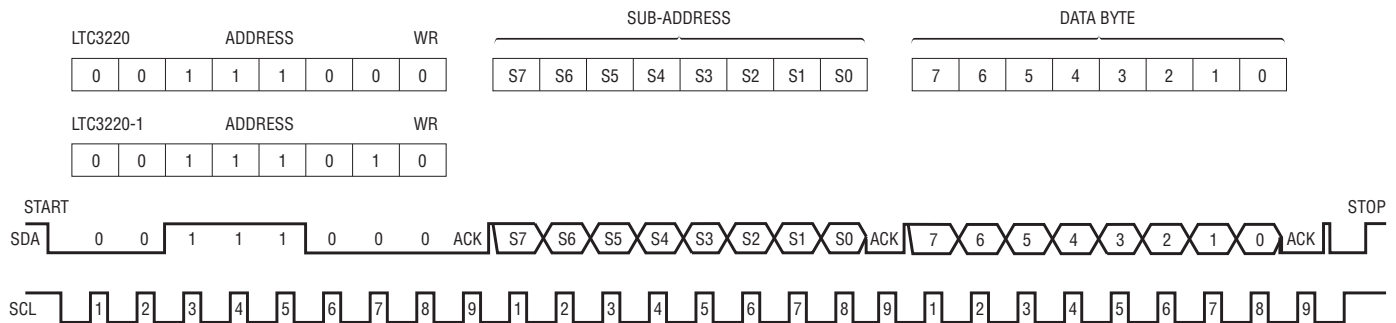 SUB-ADDRESS DATA BYTE
LTC3220 ADDRESS WR
0 0 1 1 1 0 0 0 S7 S6 S5 S4 S3 S2 S1 S0 7 6 5 4 3 2 1 0
LTC3220-1 ADDRESS WR
0 0 1 1 1 0 1 0
START STOP
SDA 0 0 1 1 1 0 0 0 ACK S7 S6 S5 S4 S3 S2 S1 S0 ACK 7 6 5 4 3 2 1 0 ACK
SCL 1 2 3 4 5 6 7 8 9 1 2 3 4 5 6 7 8 9 1 2 3 4 5 6 7 8 9